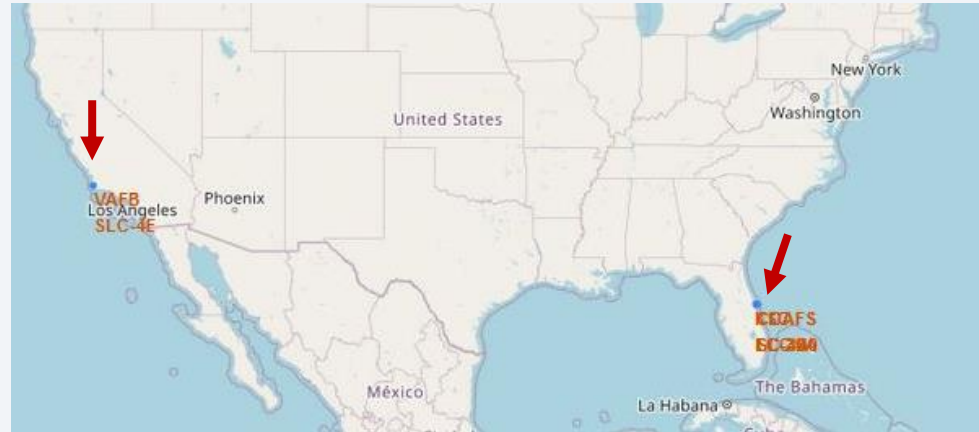 New York
Washington
United States
VAFB
Los Angeles
SLC-4E
Phoenix
México
The Bahamas
La Habana